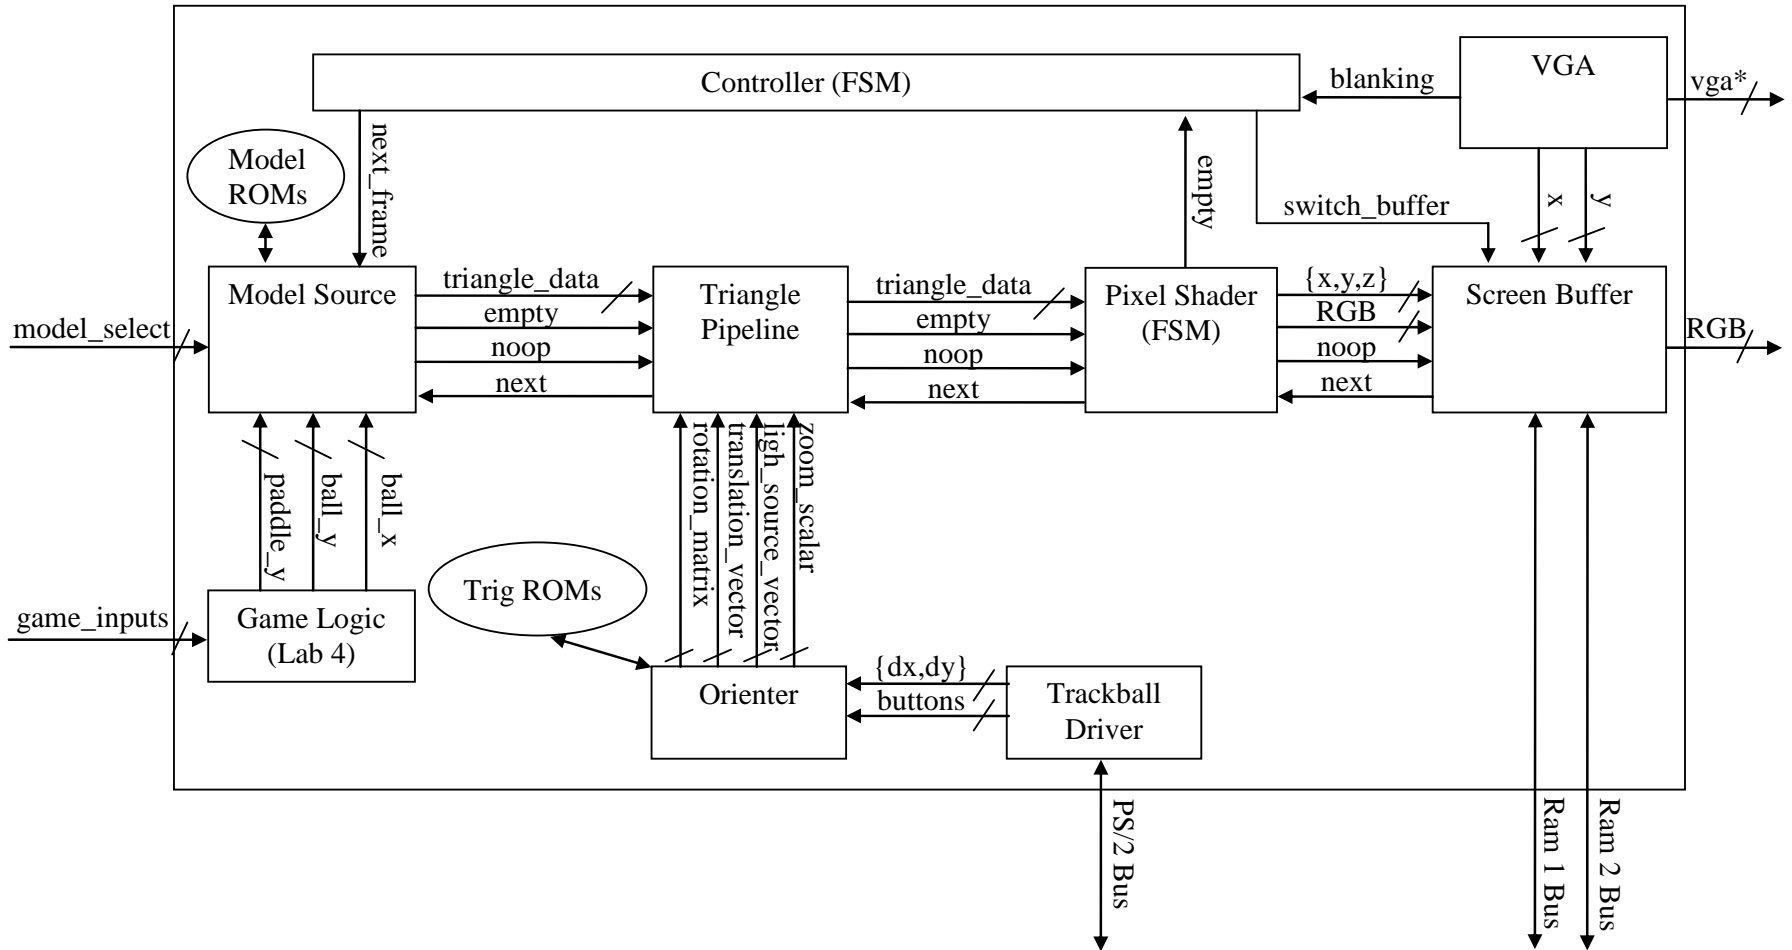 Controller (FSM)
blanking
VGA
vga*
Model
ROMs
next_frame
empty
switch_buffer
x
y
Model Source
triangle_data
empty
noop
next
Triangle
Pipeline
triangle_data
empty
noop
next
Pixel Shader
(FSM)
{x,y,z}
RGB
noop
next
Screen Buffer
RGB
model_select
paddle_y
ball_y
ball_x
rotation_matrix
translation_vector
ligh_source_vector
zoom_scalar
game_inputs
Game Logic
(Lab 4)
Trig ROMs
Orienter
{dx,dy}
buttons
Trackball
Driver
PS/2 Bus
Ram 1 Bus
Ram 2 Bus